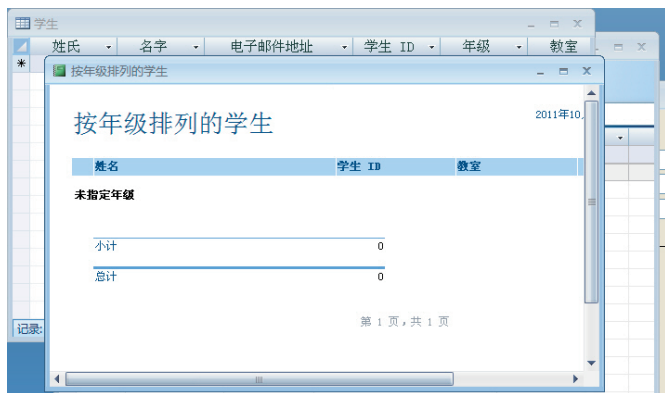 学生
姓氏 名字 电子邮件地址 学生 ID 年级 教室
按年级排列的学生
按年级排列的学生
2011年10
姓名 学生 ID 教室
未指定年级
小计 0
总计 0
第 1 页，共 1 页
记录: